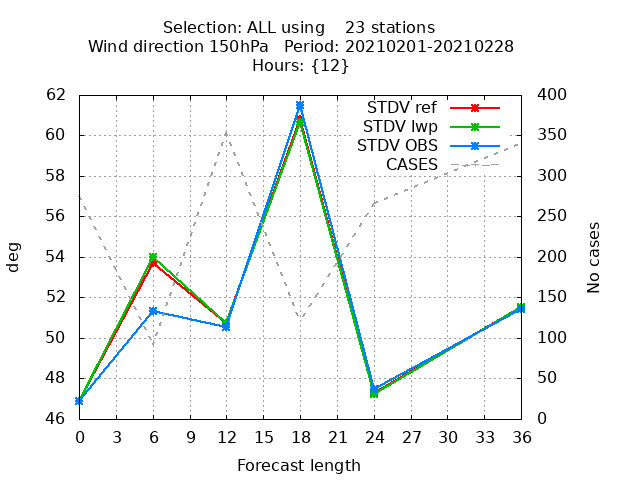 Selection: ALL using    23 stations
Wind direction 150hPa   Period: 20210201-20210228
Hours: {12}
STDV ref
STDV lwp
STDV OBS
CASES
deg
62
60
58
56
54
52
50
48
46
400
350
300
250
200
150
100
50
0
No cases
0 3 6 9 12 15 18 21 24 27 30 33 36
Forecast length